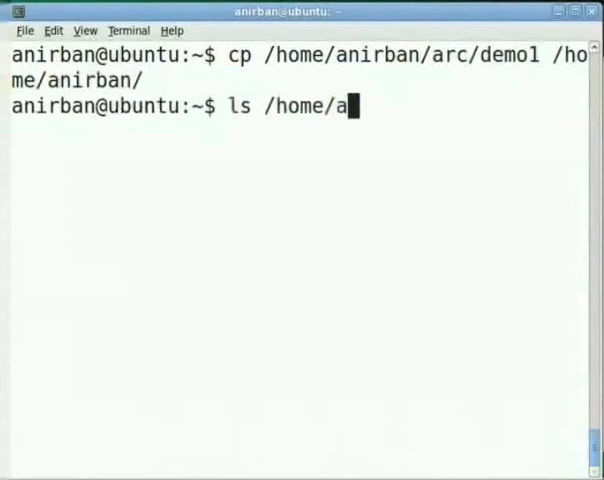 anirban@ubuntu: ~
File Edit View Terminal Help
anirban@ubuntu:~$ cp /home/anirban/arc/demo1 /ho
me/anirban/
anirban@ubuntu:~$ ls /home/a